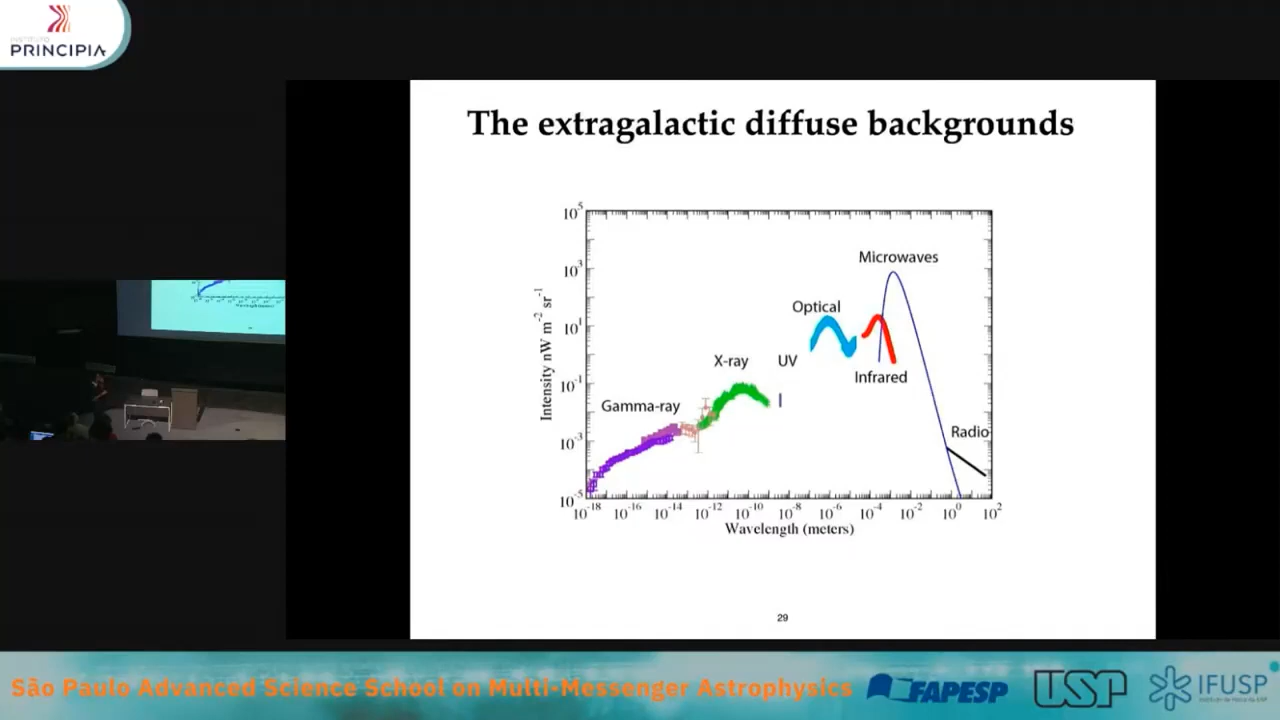 PRINCIPIA
The extragalactic diffuse backgrounds
10^5
10^3
10^1
10^-1
10^-3
10^-5
Intensity nW m^-2 sr^-1
Microwaves
Optical
X-ray
UV
Infrared
Gamma-ray
Radio
10^-18 10^-16 10^-14 10^-12 10^-10 10^-8 10^-6 10^-4 10^-2 10^0 10^2
Wavelength (meters)
29
São Paulo Advanced Science School on Multi-Messenger Astrophysics
FAPESP
USP
IFUSP